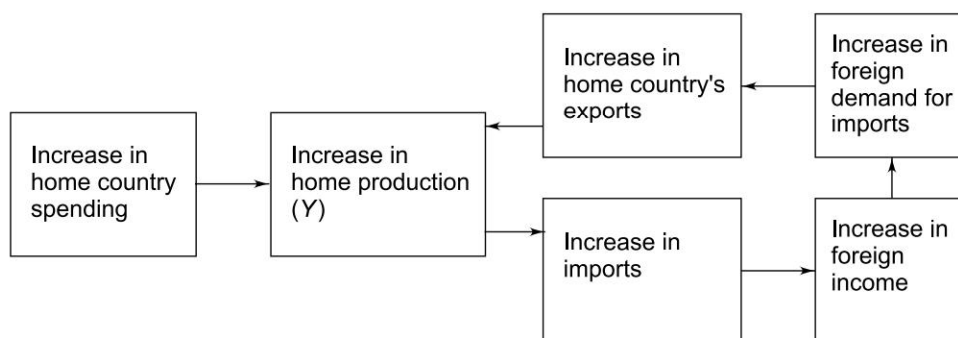 Increase in
home country
spending
Increase in
home production
(Y)
Increase in
home country's
exports
Increase in
foreign
demand for
imports
Increase in
imports
Increase in
foreign
income